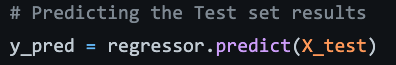 # Predicting the Test set results
y_pred = regressor.predict(X_test)